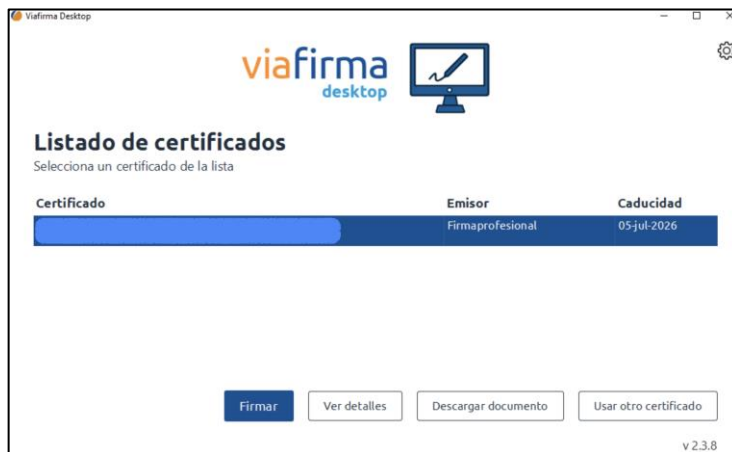 Viafirma Desktop
viafirma
desktop
Listado de certificados
Selecciona un certificado de la lista
Certificado Emisor Caducidad
Firmaprofesional 05-jul-2026
Firmar Ver detalles Descargar documento Usar otro certificado
v 2.3.8